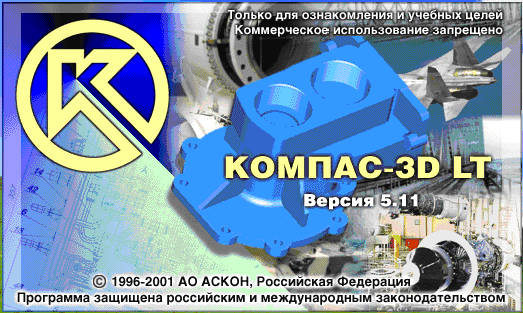 Только для ознакомления и учебных целей
Коммерческое использование запрещено
КОМПАС-3D LT
Версия 5.11
© 1996-2001 АО АСКОН, Российская Федерация
Программа защищена российским и международным законодательством